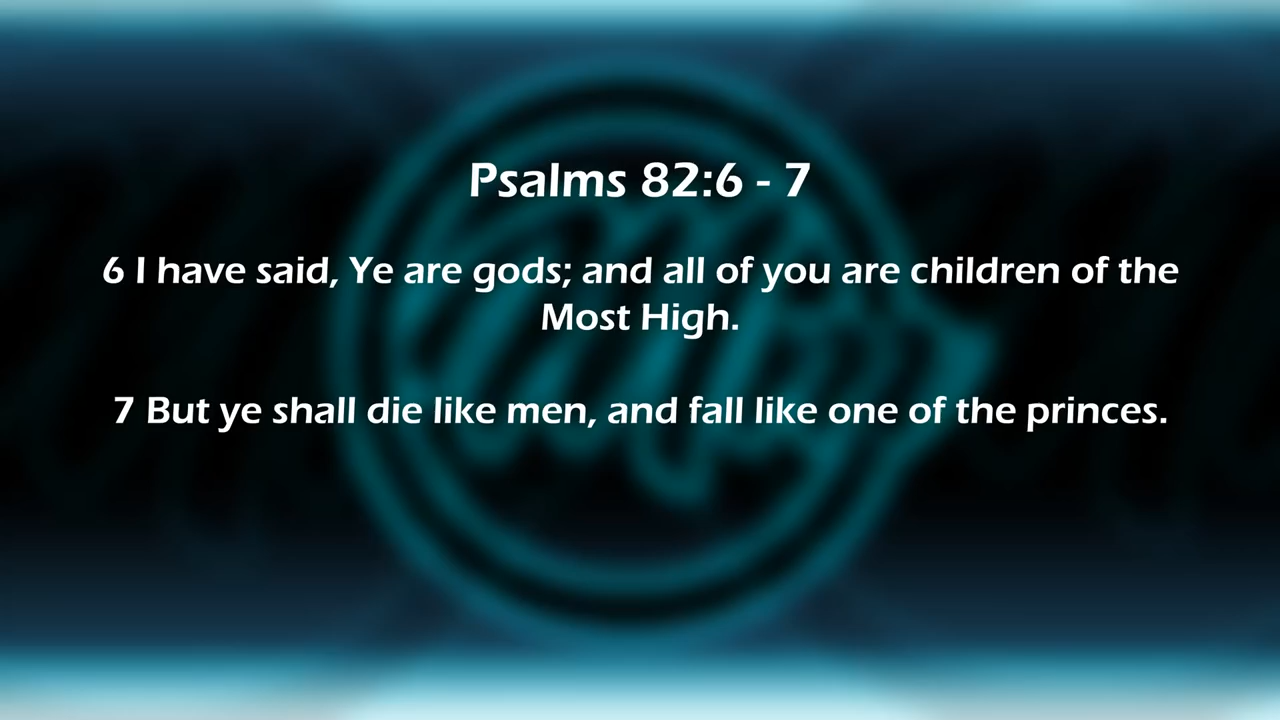 Psalms 82:6 - 7
6 I have said, Ye are gods; and all of you are children of the
Most High.
7 But ye shall die like men, and fall like one of the princes.